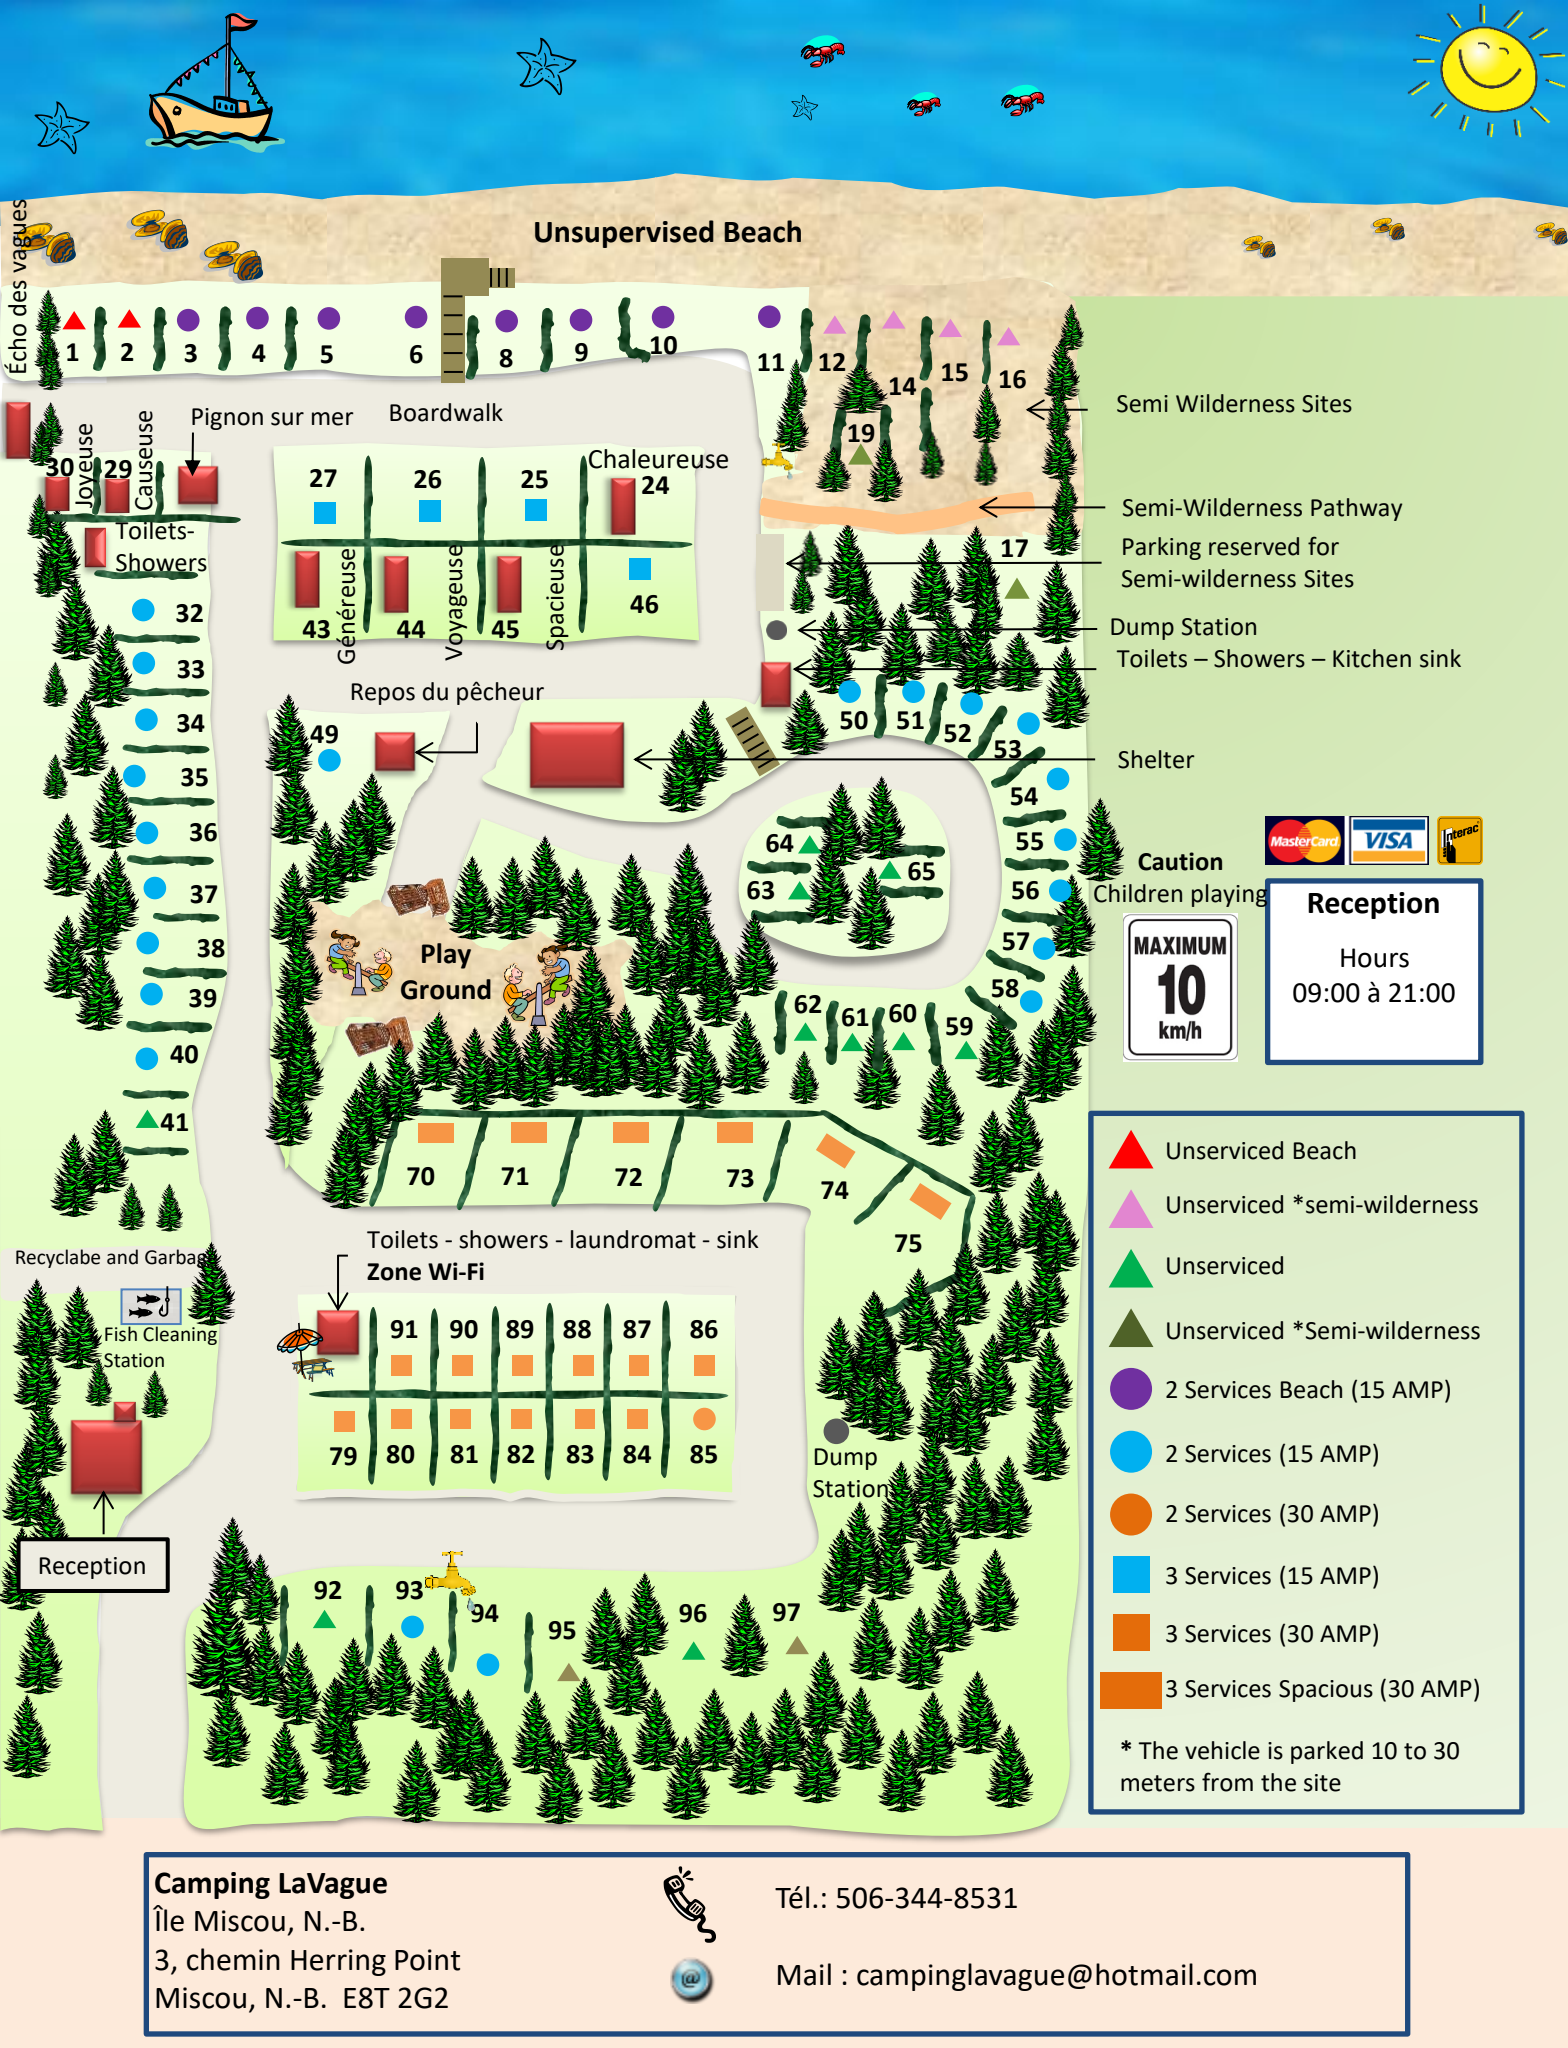 Unsupervised Beach
Écho des vagues
1 2 3 4 5 6 8 9 10 11 12 14 15 16
Semi Wilderness Sites
Pignon sur mer
Boardwalk
19
30 Joyeuse 29 Causeuse
27 26 25 Chaleureuse 24
Semi-Wilderness Pathway
Toilets-
Showers
17
Parking reserved for
Semi-wilderness Sites
43 Généreuse 44 Voyageuse 45 Spacieuse 46
Dump Station
Toilets – Showers – Kitchen sink
32
33
34
35
36
37
38
39
40
41
Repos du pêcheur
49
50 51 52 53
54
55
56
57
58
Shelter
64
63
65
MasterCard VISA Interac
Caution
Children playing
MAXIMUM
10
km/h
Reception
Hours
09:00 à 21:00
Play
Ground
62 61 60 59
70 71 72 73 74 75
Toilets - showers - laundromat - sink
Zone Wi-Fi
Recyclabe and Garbag
Fish Cleaning
Station
91 90 89 88 87 86
79 80 81 82 83 84 85
Dump
Station
Reception
92 93 94 95 96 97
Unserviced Beach
Unserviced *semi-wilderness
Unserviced
Unserviced *Semi-wilderness
2 Services Beach (15 AMP)
2 Services (15 AMP)
2 Services (30 AMP)
3 Services (15 AMP)
3 Services (30 AMP)
3 Services Spacious (30 AMP)
* The vehicle is parked 10 to 30
meters from the site
Camping LaVague
Île Miscou, N.-B.
3, chemin Herring Point
Miscou, N.-B. E8T 2G2
Tél.: 506-344-8531
@
Mail : campinglavague@hotmail.com